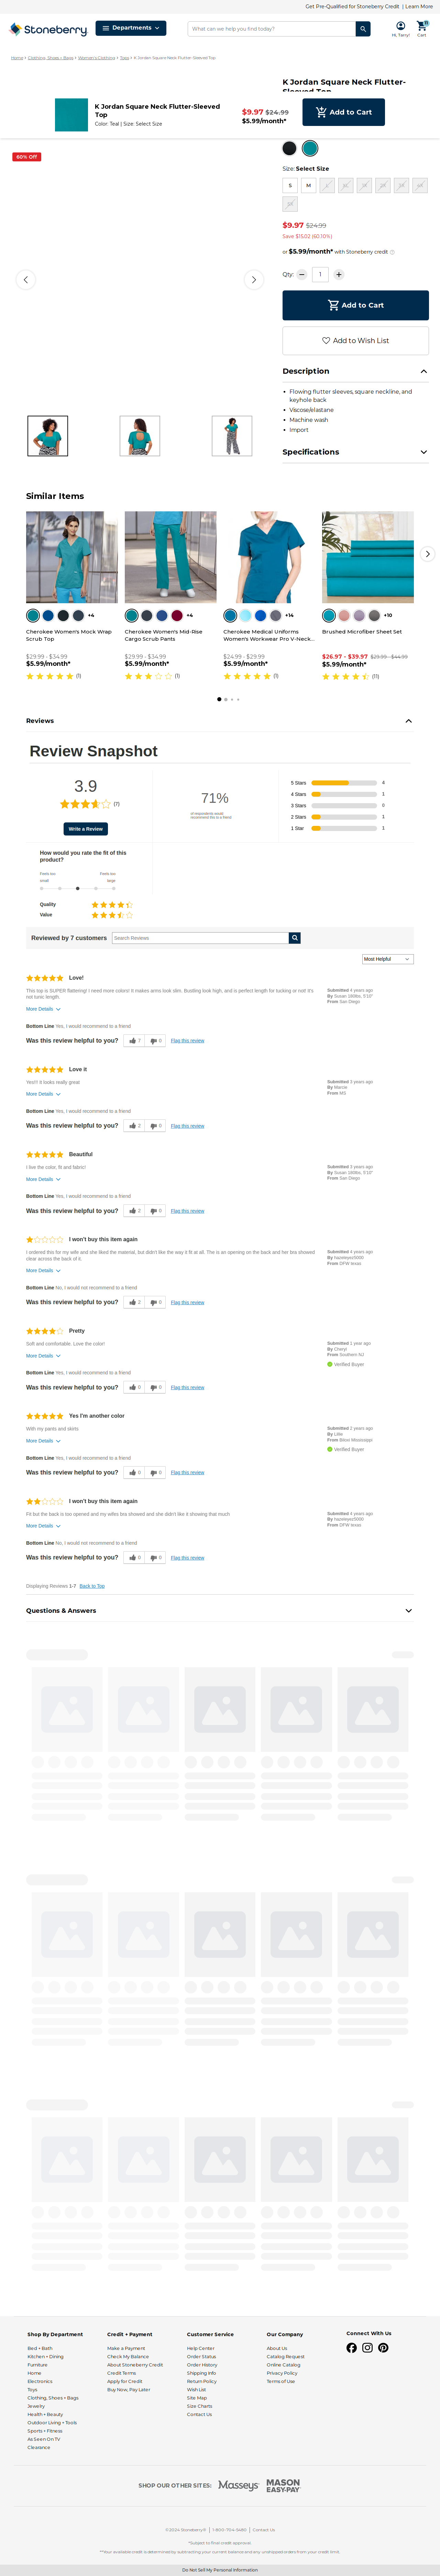 Get Pre-Qualified for Stoneberry Credit | Learn More
Stoneberry
Departments
What can we help you find today?
Hi, Terry!
Cart
Home > Clothing, Shoes + Bags > Women's Clothing > Tops > K Jordan Square Neck Flutter-Sleeved Top
K Jordan Square Neck Flutter-
Sleeved Top
K Jordan Square Neck Flutter-Sleeved
Top
Color: Teal | Size: Select Size
$9.97 $24.99
$5.99/month*
Add to Cart
60% Off
Size: Select Size
S M L
$9.97 $24.99
Save $15.02 (60.10%)
or $5.99/month* with Stoneberry credit
Qty: 1
Add to Cart
Add to Wish List
Description
Flowing flutter sleeves, square neckline, and
keyhole back
Viscose/elastane
Machine wash
Import
Specifications
Similar Items
+4
Cherokee Women's Mock Wrap
Scrub Top
$29.99 - $34.99
$5.99/month*
(1)
+4
Cherokee Women's Mid-Rise
Cargo Scrub Pants
$29.99 - $34.99
$5.99/month*
(1)
+14
Cherokee Medical Uniforms
Women's Workwear Pro V-Neck...
$24.99 - $29.99
$5.99/month*
(1)
+10
Brushed Microfiber Sheet Set
$26.97 - $39.97 $29.99 - $44.99
$5.99/month*
(11)
Reviews
Review Snapshot
3.9
(7)
Write a Review
71%
of respondents would
recommend this to a friend
5 Stars 4
4 Stars 1
3 Stars 0
2 Stars 1
1 Star 1
How would you rate the fit of this
product?
Feels too
small
Feels too
large
Quality
Value
Reviewed by 7 customers
Search Reviews
Most Helpful
Love!
This top is SUPER flattering! I need more colors! It makes arms look slim. Bustling look high, and is perfect for tucking or not! It's
not tunic length.
More Details
Submitted 4 years ago
By Susan 180lbs, 5'10"
From San Diego
Bottom Line Yes, I would recommend to a friend
Was this review helpful to you? 7 0 Flag this review
Love it
Yes!!! It looks really great
More Details
Submitted 3 years ago
By Marcie
From MS
Bottom Line Yes, I would recommend to a friend
Was this review helpful to you? 2 0 Flag this review
Beautiful
I live the color, fit and fabric!
More Details
Submitted 3 years ago
By Susan 180lbs, 5'10"
From San Diego
Bottom Line Yes, I would recommend to a friend
Was this review helpful to you? 2 0 Flag this review
I won't buy this item again
I ordered this for my wife and she liked the material, but didn't like the way it fit at all. The is an opening on the back and her bra showed
clear across the back of it.
More Details
Submitted 4 years ago
By hazeleyez5000
From DFW texas
Bottom Line No, I would not recommend to a friend
Was this review helpful to you? 2 0 Flag this review
Pretty
Soft and comfortable. Love the color!
More Details
Submitted 1 year ago
By Cheryl
From Southern NJ
Verified Buyer
Bottom Line Yes, I would recommend to a friend
Was this review helpful to you? 0 0 Flag this review
Yes I'm another color
With my pants and skirts
More Details
Submitted 2 years ago
By Lillie
From Biloxi Mississippi
Verified Buyer
Bottom Line Yes, I would recommend to a friend
Was this review helpful to you? 0 0 Flag this review
I won't buy this item again
Fit but the back is too opened and my wifes bra showed and she didn't like it showing that much
More Details
Submitted 4 years ago
By hazeleyez5000
From DFW texas
Bottom Line No, I would not recommend to a friend
Was this review helpful to you? 0 0 Flag this review
Displaying Reviews 1-7 Back to Top
Questions & Answers
Shop By Department
Bed + Bath
Kitchen + Dining
Furniture
Home
Electronics
Toys
Clothing, Shoes + Bags
Jewelry
Health + Beauty
Outdoor Living + Tools
Sports + Fitness
As Seen On TV
Clearance
Credit + Payment
Make a Payment
Check My Balance
About Stoneberry Credit
Credit Terms
Apply for Credit
Buy Now, Pay Later
Customer Service
Help Center
Order Status
Order History
Shipping Info
Return Policy
Wish List
Site Map
Size Charts
Contact Us
Our Company
About Us
Catalog Request
Online Catalog
Privacy Policy
Terms of Use
Connect With Us
SHOP OUR OTHER SITES: Masseys MASON EASY-PAY
©2024 Stoneberry® | 1-800-704-5480 | Contact Us
*Subject to final credit approval.
**Your available credit is determined by subtracting your current balance and any unshipped orders from your credit limit.
Do Not Sell My Personal Information